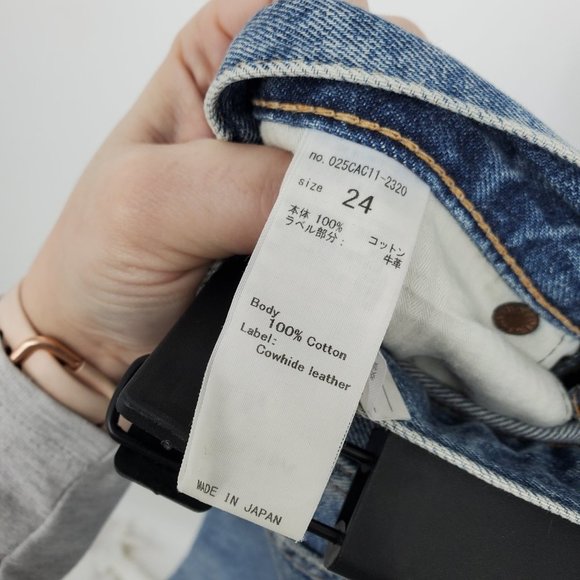 no. 025CAC11-2320
size 24
本体 100% コットン
ラベル部分: 牛革
Body
100% Cotton
Label:
Cowhide leather
MADE IN JAPAN